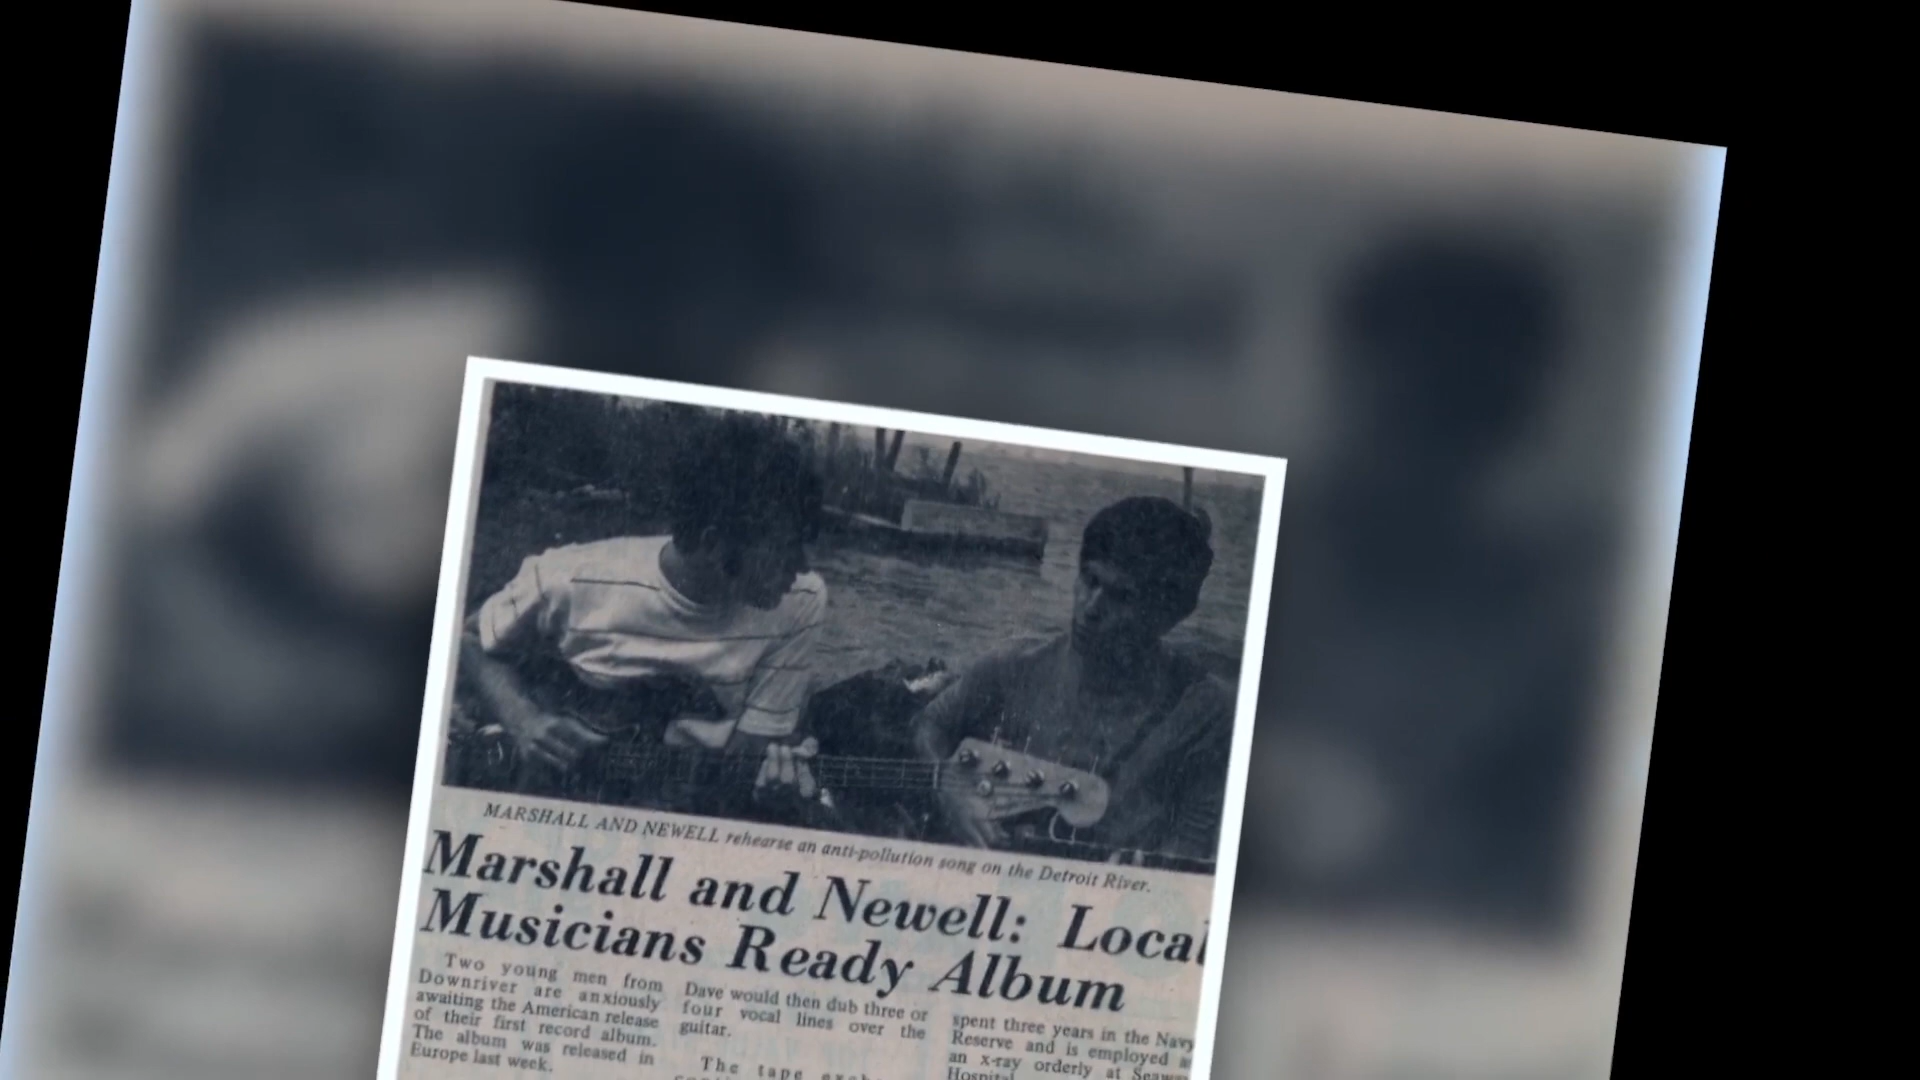 MARSHALL AND NEWELL rehearse an anti-pollution song on the Detroit River.
Marshall and Newell: Local
Musicians Ready Album
Two young men from
Downriver are anxiously
awaiting the American release
of their first record album.
The album was released in
Europe last week.
Dave would then dub three or
four vocal lines over the
guitar.
The tape
spent three years in the Navy
Reserve and is employed
an x-ray orderly at
Hospital